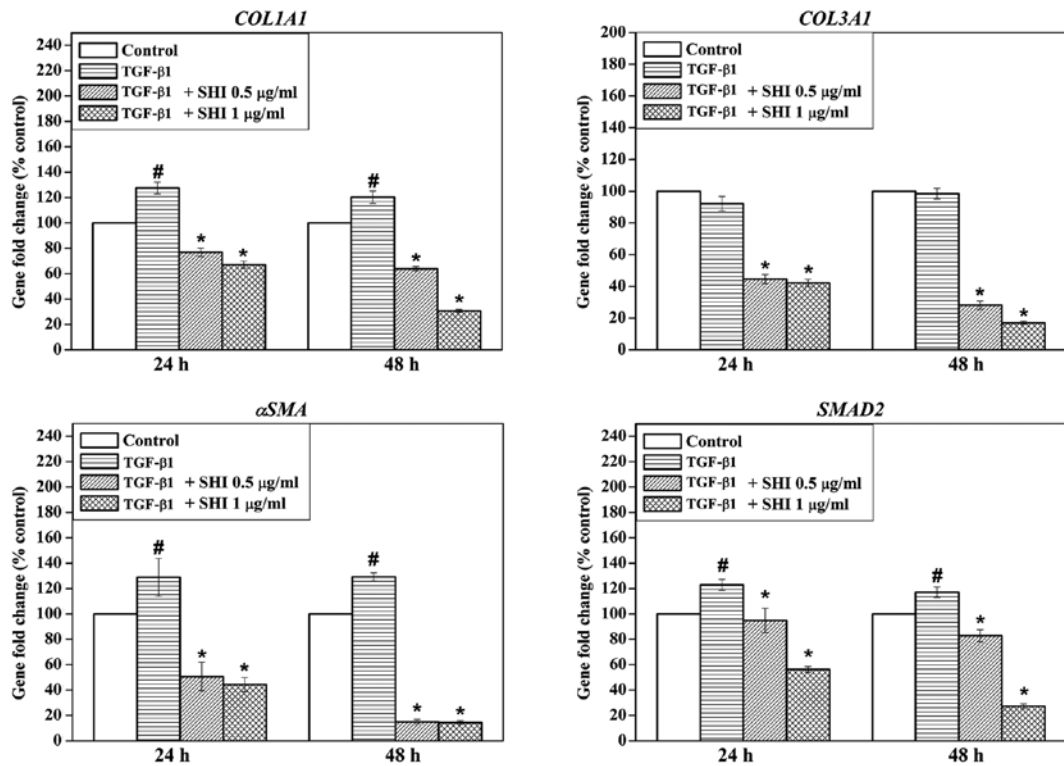 COL1A1
Gene fold change (% control)
240
220
200
180
160
140
120
100
80
60
40
20
0
Control
TGF-β1
TGF-β1 + SHI 0.5 μg/ml
TGF-β1 + SHI 1 μg/ml
#
*
*
#
*
*
24 h 48 h
COL3A1
Gene fold change (% control)
200
180
160
140
120
100
80
60
40
20
0
Control
TGF-β1
TGF-β1 + SHI 0.5 μg/ml
TGF-β1 + SHI 1 μg/ml
*
*
*
*
24 h 48 h
αSMA
Gene fold change (% control)
240
220
200
180
160
140
120
100
80
60
40
20
0
Control
TGF-β1
TGF-β1 + SHI 0.5 μg/ml
TGF-β1 + SHI 1 μg/ml
#
*
*
#
*
*
24 h 48 h
SMAD2
Gene fold change (% control)
240
220
200
180
160
140
120
100
80
60
40
20
0
Control
TGF-β1
TGF-β1 + SHI 0.5 μg/ml
TGF-β1 + SHI 1 μg/ml
#
*
*
#
*
*
24 h 48 h